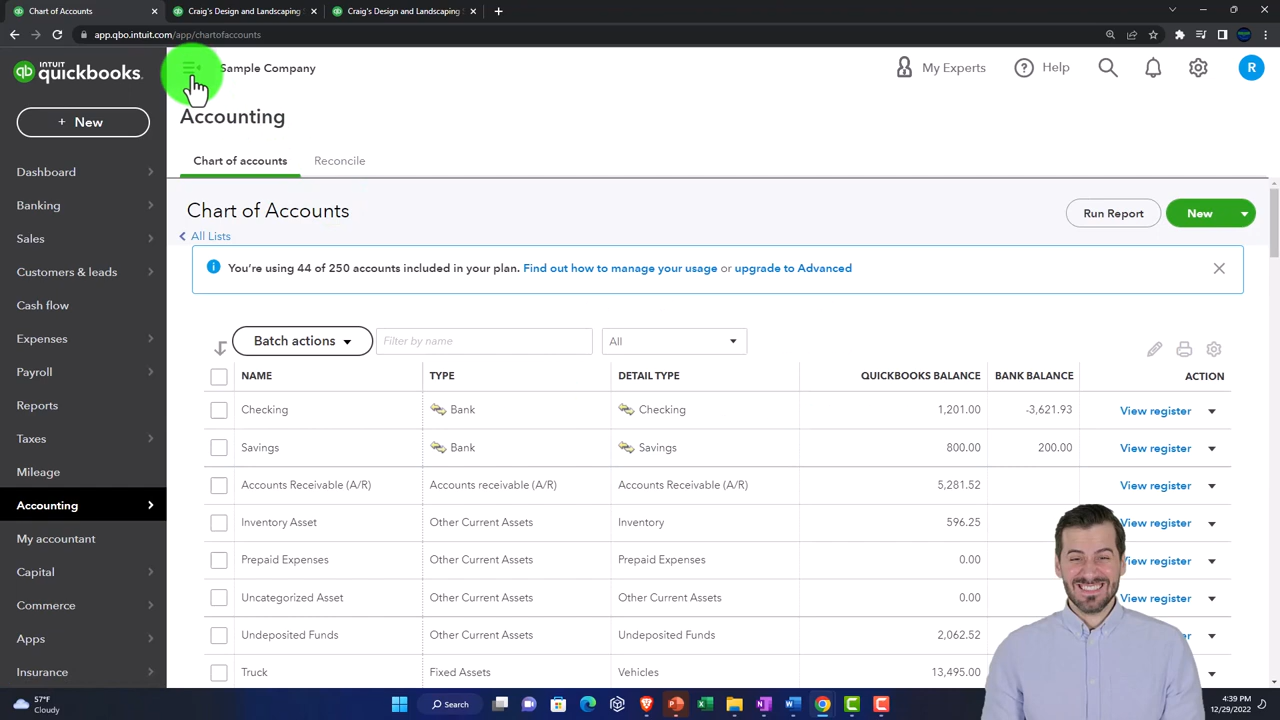 Chart of Accounts
Craig's Design and Landscaping S
Craig's Design and Landscaping S
app.qbo.intuit.com/app/chartofaccounts
INTUIT
quickbooks.
Sample Company
My Experts
Help
R
+ New
Accounting
Chart of accounts
Reconcile
Dashboard
Banking
Sales
Customers & leads
Cash flow
Expenses
Payroll
Reports
Taxes
Mileage
Accounting
My accountant
Capital
Commerce
Apps
Insurance
Chart of Accounts
Run Report
New
All Lists
You're using 44 of 250 accounts included in your plan. Find out how to manage your usage or upgrade to Advanced
Batch actions
Filter by name
All
NAME TYPE DETAIL TYPE QUICKBOOKS BALANCE BANK BALANCE ACTION
Checking Bank Checking 1,201.00 -3,621.93 View register
Savings Bank Savings 800.00 200.00 View register
Accounts Receivable (A/R) Accounts receivable (A/R) Accounts Receivable (A/R) 5,281.52 View register
Inventory Asset Other Current Assets Inventory 596.25 View register
Prepaid Expenses Other Current Assets Prepaid Expenses 0.00 View register
Uncategorized Asset Other Current Assets Other Current Assets 0.00 View register
Undeposited Funds Other Current Assets Undeposited Funds 2,062.52
Truck Fixed Assets Vehicles 13,495.00
57°F
Cloudy
Search
4:39 PM
12/29/2022